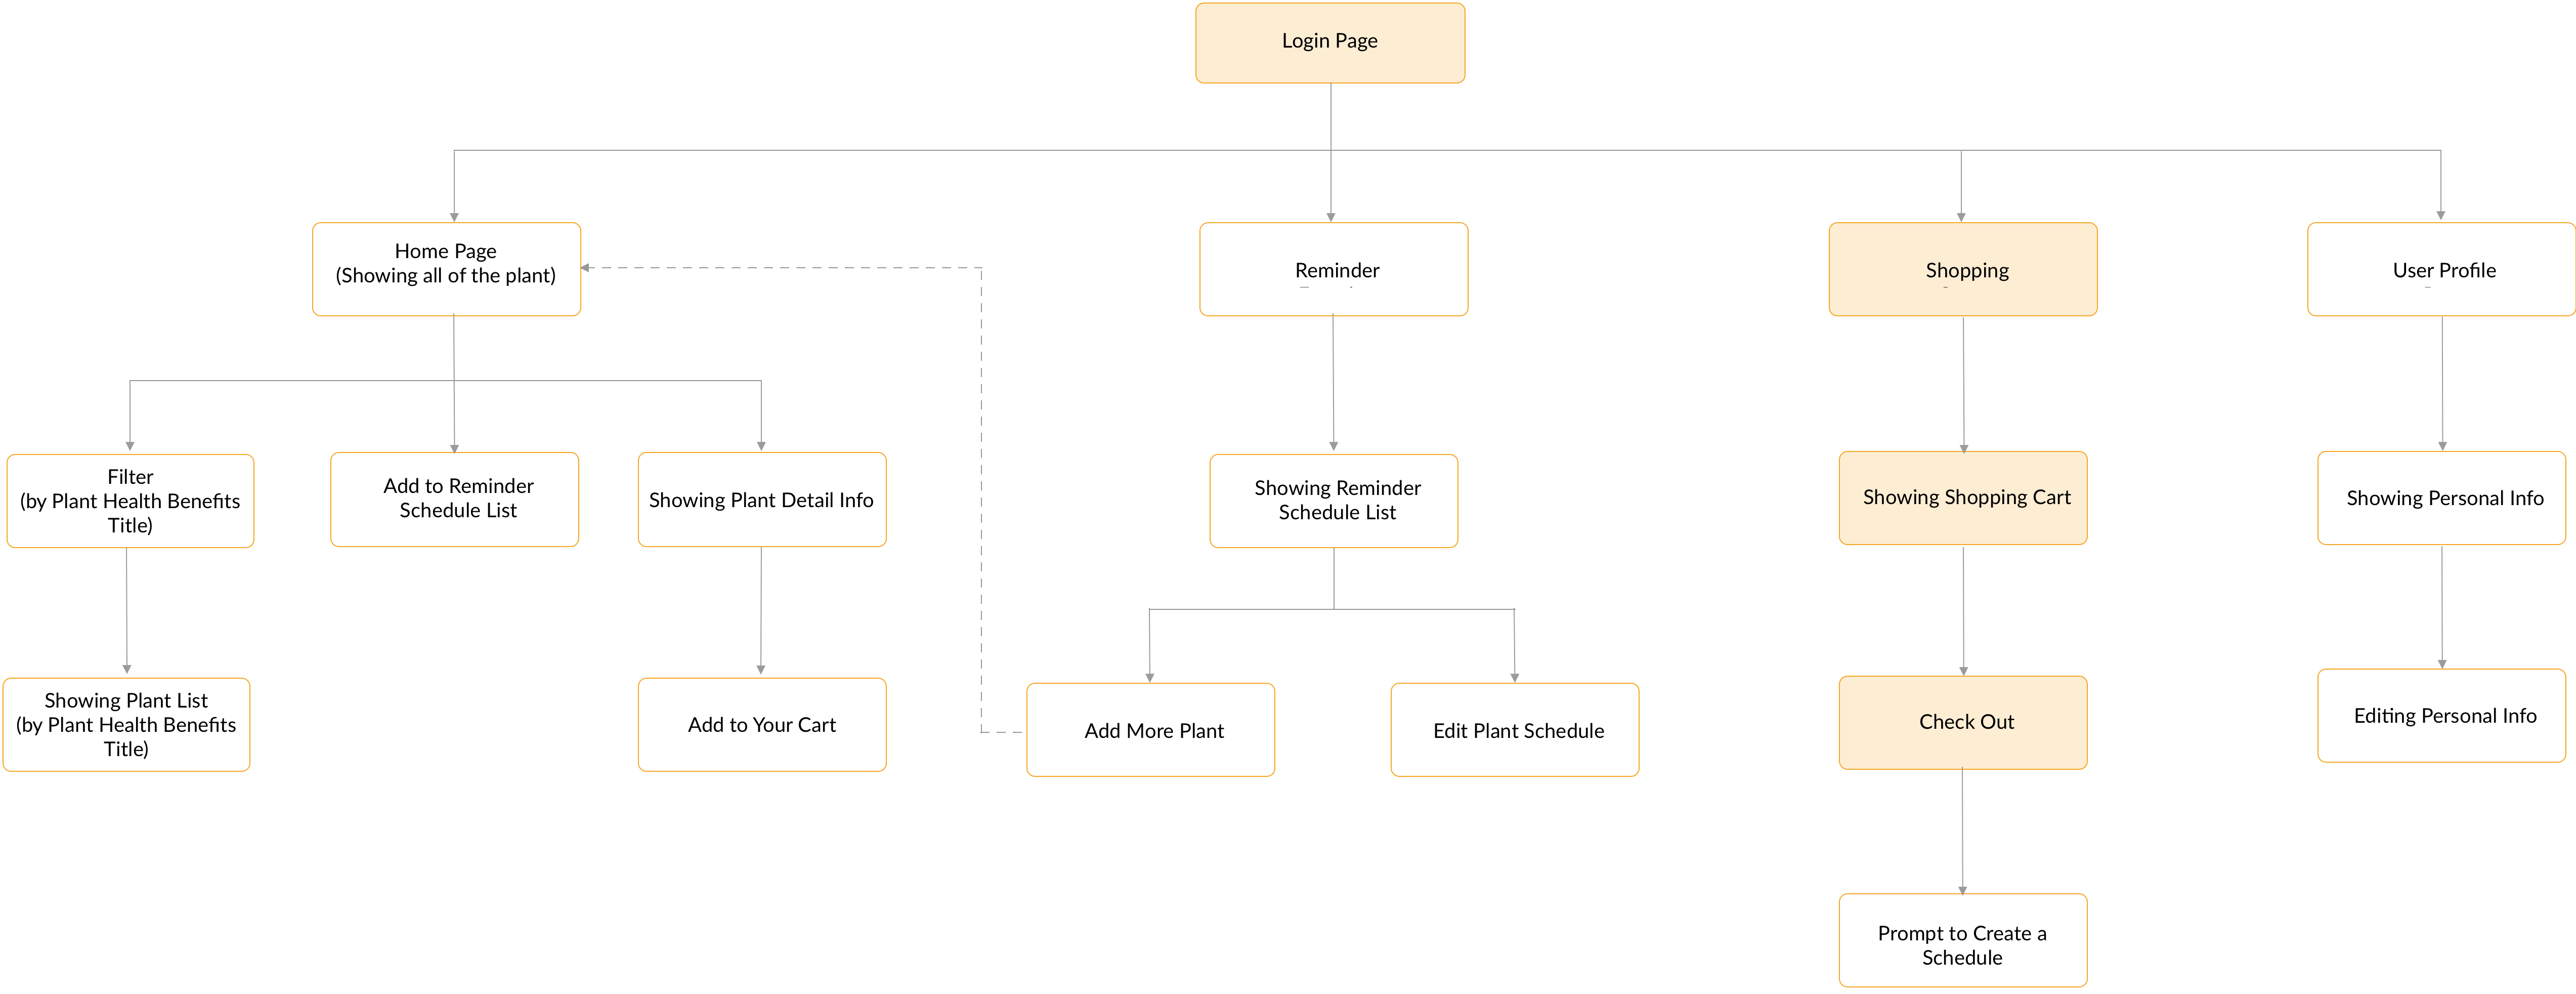 Login Page
Home Page
(Showing all of the plant)
Reminder
Shopping
User Profile
Filter
(by Plant Health Benefits
Title)
Add to Reminder
Schedule List
Showing Plant Detail Info
Showing Reminder
Schedule List
Showing Shopping Cart
Showing Personal Info
Showing Plant List
(by Plant Health Benefits
Title)
Add to Your Cart
Add More Plant
Edit Plant Schedule
Check Out
Editing Personal Info
Prompt to Create a
Schedule